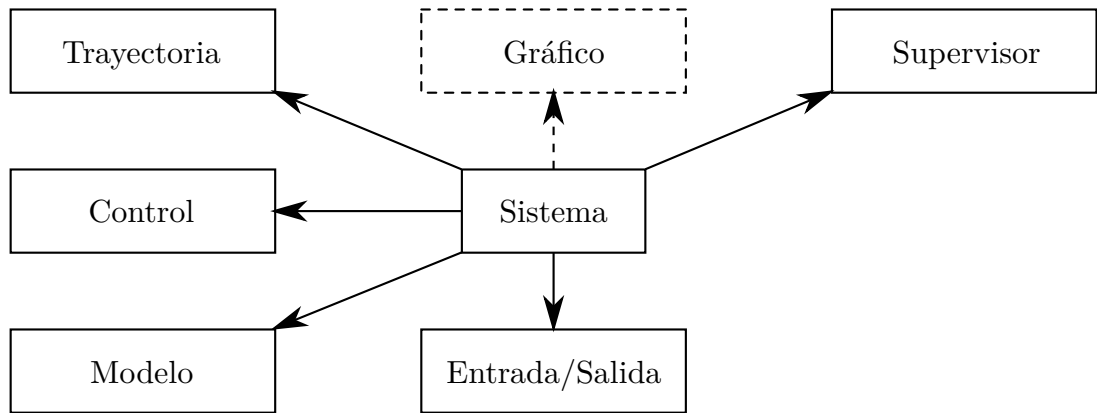 Trayectoria
Gráfico
Supervisor
Control
Sistema
Modelo
Entrada/Salida